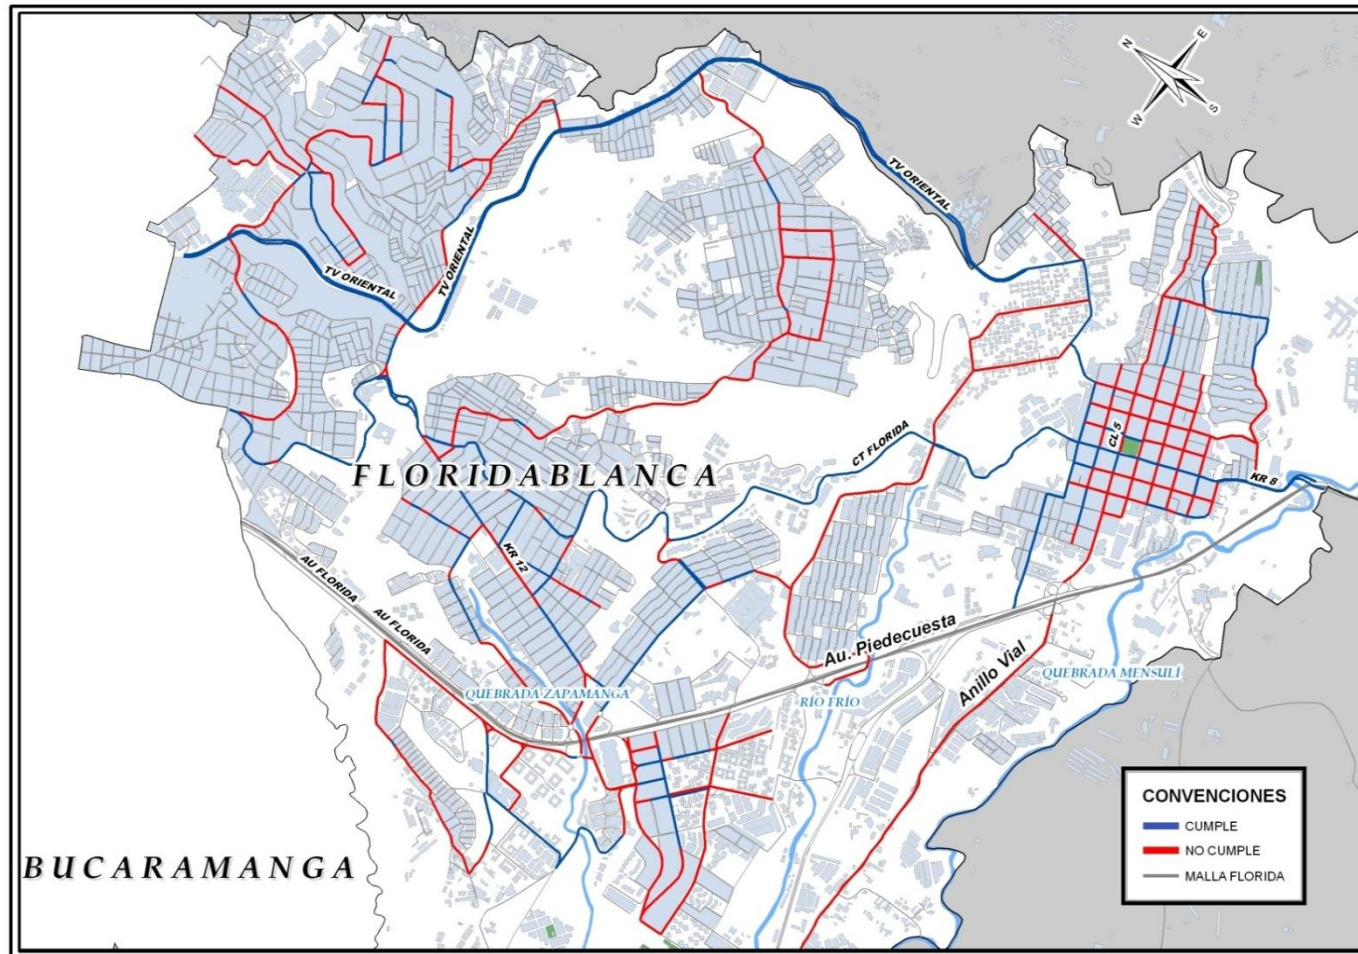 N
E
W
S
TV ORIENTAL
TV ORIENTAL
TV ORIENTAL
CL 5
CT FLORIDA
FLORIDABLANCA
KR 8
KR 12
AU FLORIDA
AU FLORIDA
Au. Piedecuesta
Anillo Vial
QUEBRADA MENSULÍ
QUEBRADA ZAPAMANGA
RÍO FRÍO
BUCARAMANGA
CONVENCIONES
CUMPLE
NO CUMPLE
MALLA FLORIDA